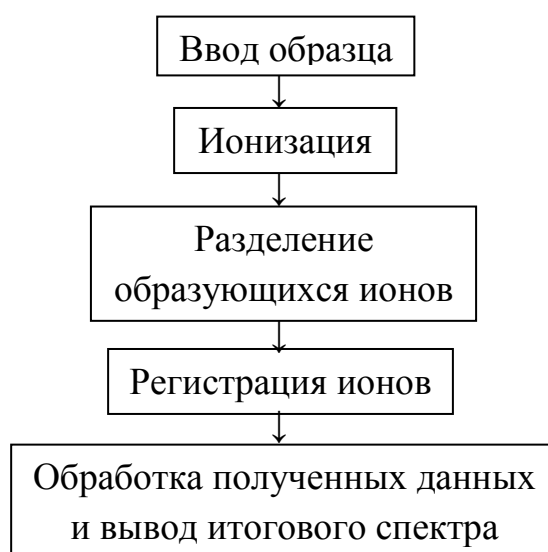 Ввод образца
Ионизация
Разделение
образующихся ионов
Регистрация ионов
Обработка полученных данных
и вывод итогового спектра